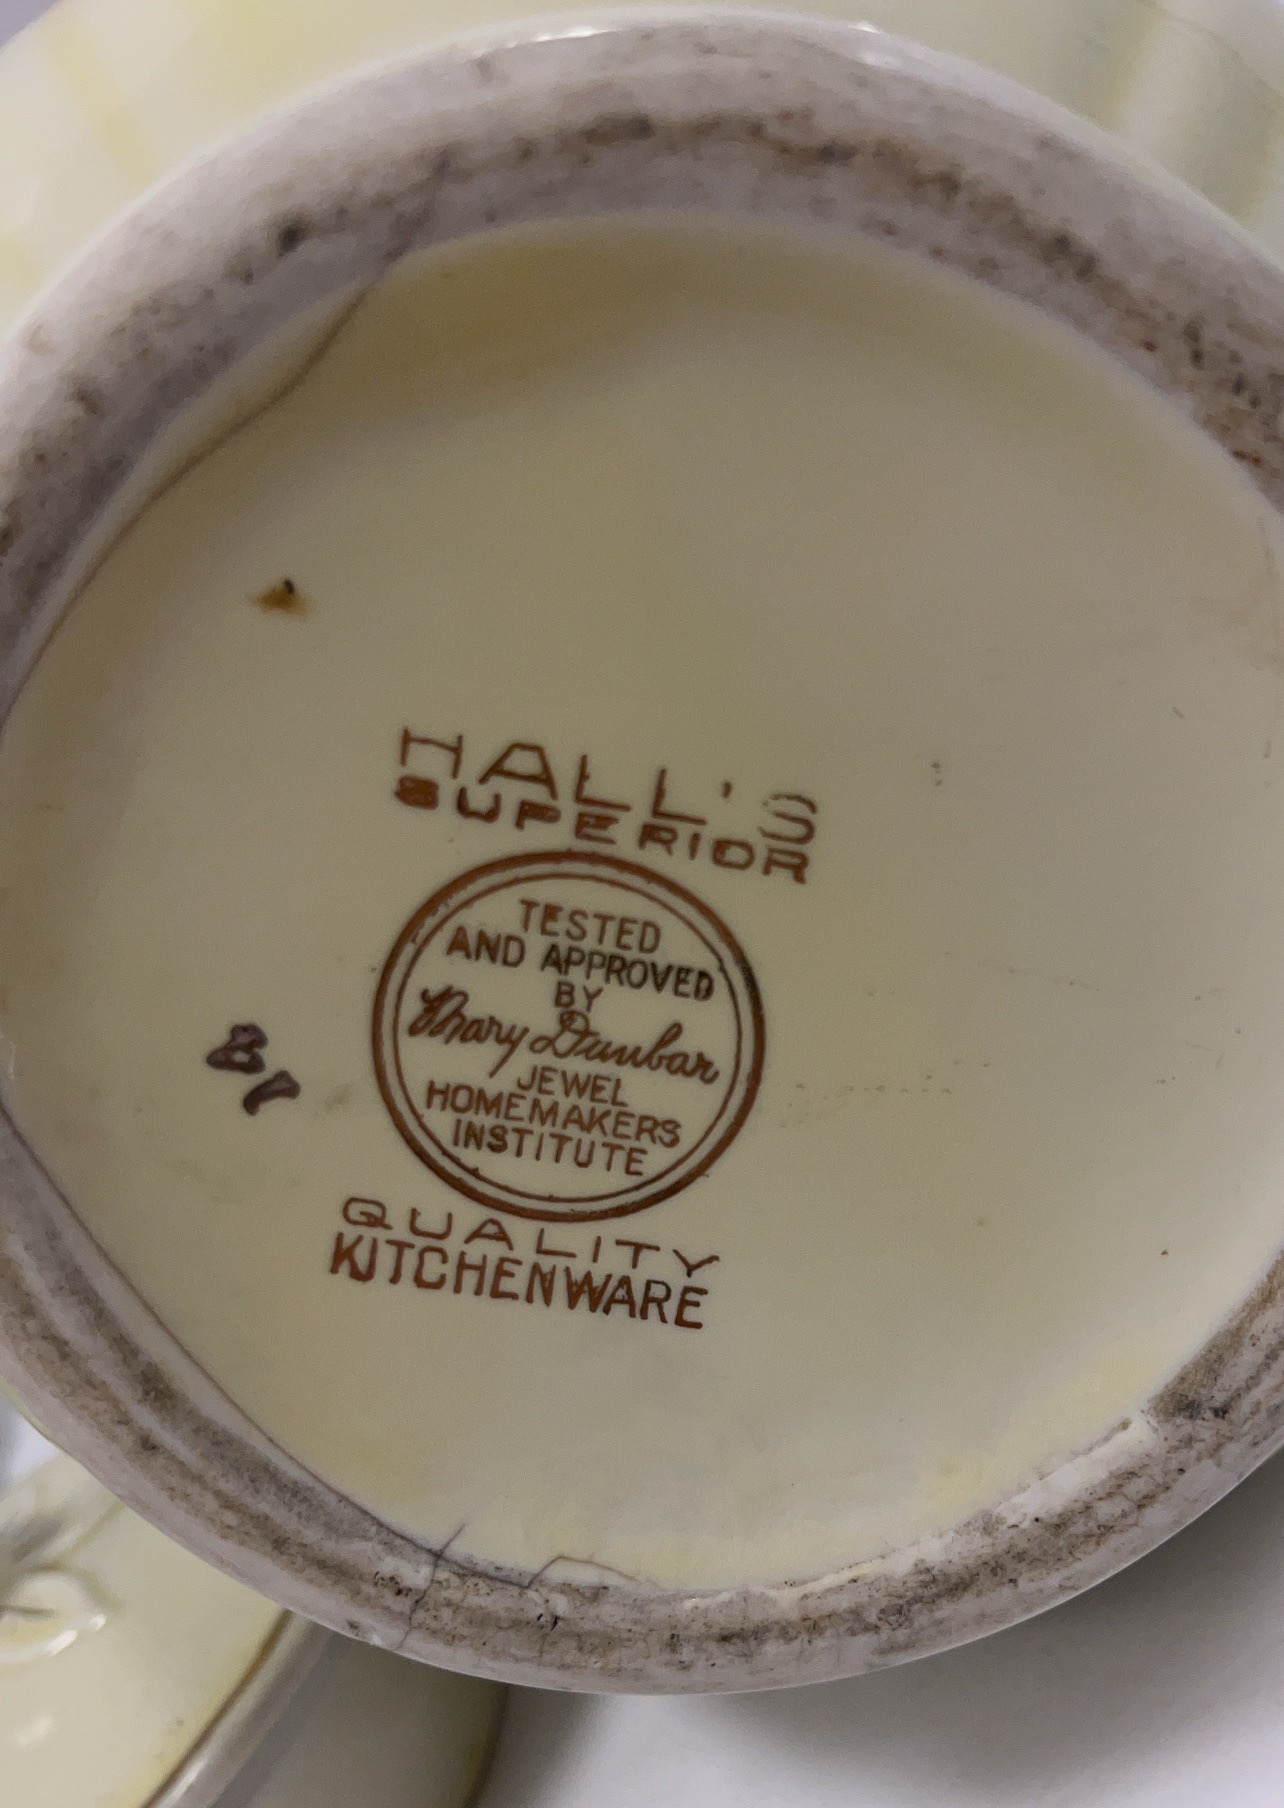 HALL'S
SUPERIOR
TESTED
AND APPROVED
BY
Mary Dunbar
JEWEL
HOMEMAKERS
INSTITUTE
QUALITY
KITCHENWARE